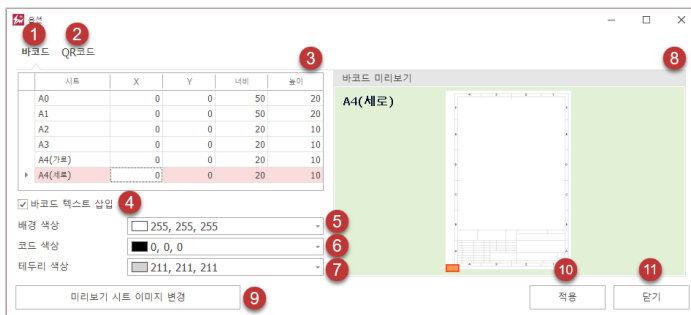 옵션
1 2
바코드 QR코드
3 8
시트 X Y 너비 높이
A0 0 0 50 20
A1 0 0 50 20
A2 0 0 20 10
A3 0 0 20 10
A4(가로) 0 0 20 10
A4(세로) 0 0 20 10
바코드 미리보기
A4(세로)
바코드 텍스트 삽입 4
배경 색상 255, 255, 255 5
코드 색상 0, 0, 0 6
테두리 색상 211, 211, 211 7
미리보기 시트 이미지 변경 9
10 11
적용 닫기